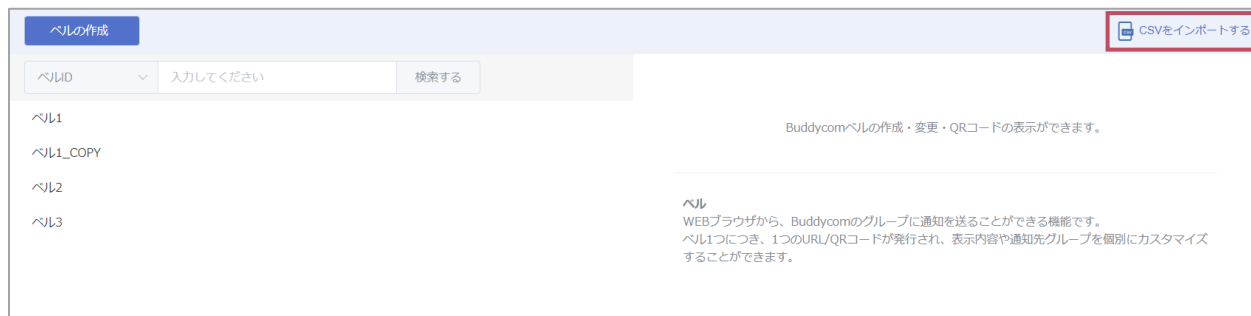 ベルの作成
CSVをインポートする
ベルID 入力してください 検索する
ベル1
ベル1_COPY
ベル2
ベル3
Buddycomベルの作成・変更・QRコードの表示ができます。
ベル
WEBブラウザから、Buddycomのグループに通知を送ることができる機能です。
ベル1つにつき、1つのURL/QRコードが発行され、表示内容や通知先グループを個別にカスタマイズ
することができます。